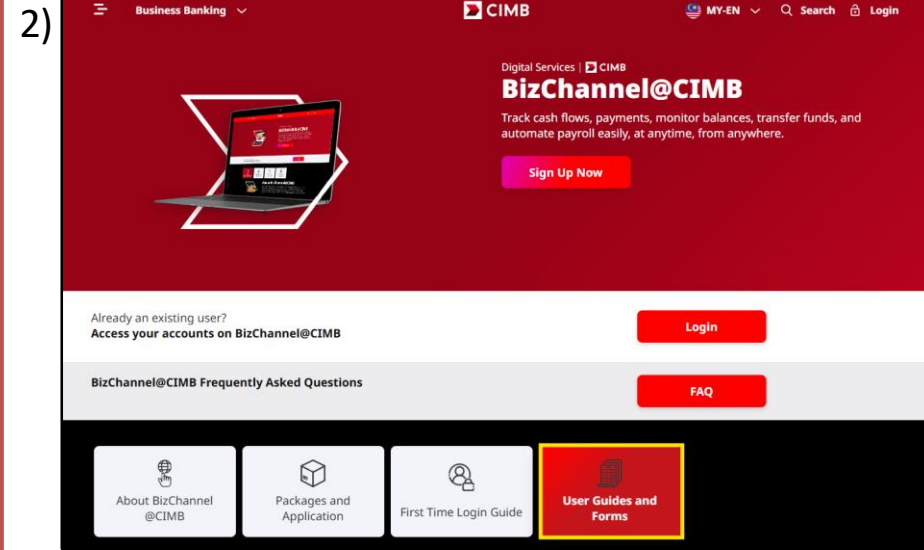 2)
Business Banking
CIMB
MY-EN
Search
Login
Digital Services | CIMB
BizChannel@CIMB
Track cash flows, payments, monitor balances, transfer funds, and
automate payroll easily, at anytime, from anywhere.
Sign Up Now
Already an existing user?
Access your accounts on BizChannel@CIMB
Login
BizChannel@CIMB Frequently Asked Questions
FAQ
About BizChannel
@CIMB
Packages and
Application
First Time Login Guide
User Guides and
Forms